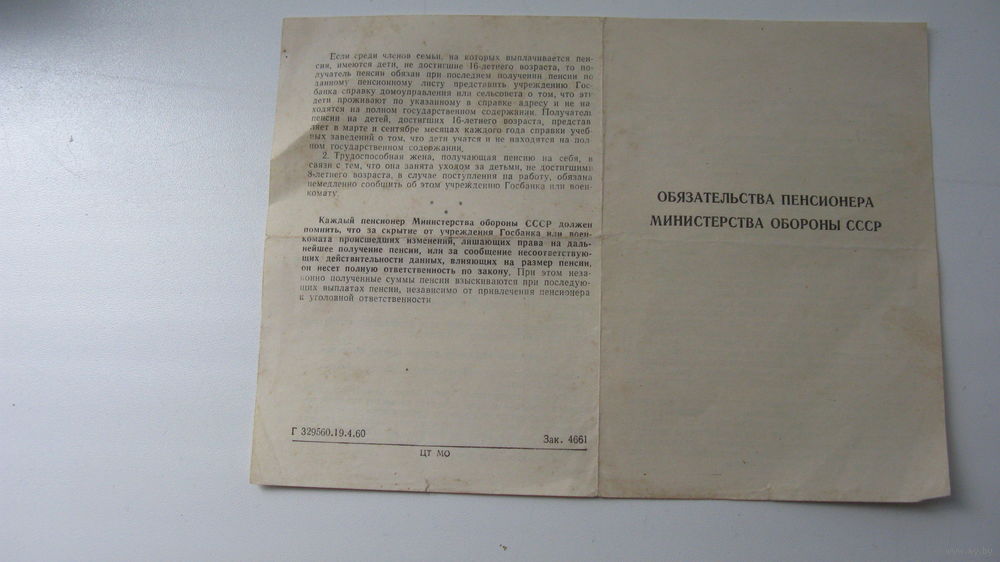 Если среди членов семьи, на которых выплачивается пен-
сия, имеются дети, не достигшие 16-летнего возраста, то по-
лучатель пенсии обязан при последнем получении пенсии по
данному пенсионному листу представить учреждению Гос-
банка справку домоуправления или сельсовета о том, что эти
дети проживают по указанному в справке адресу и не на-
ходятся на полном государственном содержании. Получатель
пенсии на детей, достигших 16-летнего возраста, представ
ляет в марте и сентябре месяцах каждого года справки учеб-
ных заведений о том, что дети учатся и не находятся на пол
ном государственном содержании.
2. Трудоспособная жена, получающая пенсию на себя, в
связи с тем, что она занята уходом за детьми, не достигшими
8-летнего возраста, в случае поступления на работу, обязана
немедленно сообщить об этом учреждению Госбанка или воен-
комату.
* *
*
Каждый пенсионер Министерства обороны СССР должен
помнить, что за скрытие от учреждения Госбанка или воен-
комата происшедших изменений, лишающих права на даль-
нейшее получение пенсии, или за сообщение несоответствую-
щих действительности данных, влияющих на размер пенсии,
он несет полную ответственность по закону. При этом неза-
конно полученные суммы пенсии взыскиваются при последую-
щих выплатах пенсии, независимо от привлечения пенсионера
к уголовной ответственности
Г 329560.19.4.60
Зак. 4661
ЦТ МО
ОБЯЗАТЕЛЬСТВА ПЕНСИОНЕРА
МИНИСТЕРСТВА ОБОРОНЫ СССР